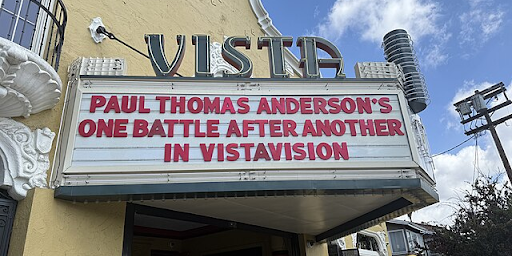 VISTA
PAUL THOMAS ANDERSON'S
ONE BATTLE AFTER ANOTHER
IN VISTAVISION